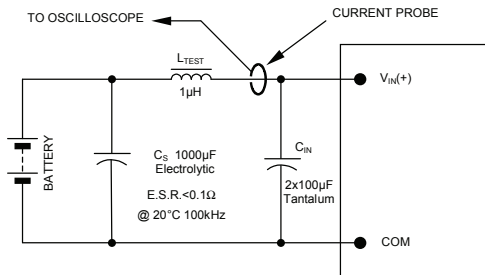 TO OSCILLOSCOPE
CURRENT PROBE
LTEST
1µH
VIN(+)
BATTERY
CS 1000µF
Electrolytic
E.S.R.<0.1Ω
@ 20°C 100kHz
CIN
2x100µF
Tantalum
COM